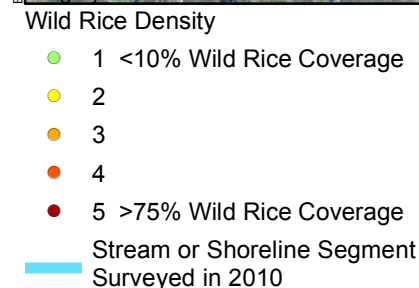 Wild Rice Density
1 <10% Wild Rice Coverage
2
3
4
5 >75% Wild Rice Coverage
Stream or Shoreline Segment
Surveyed in 2010